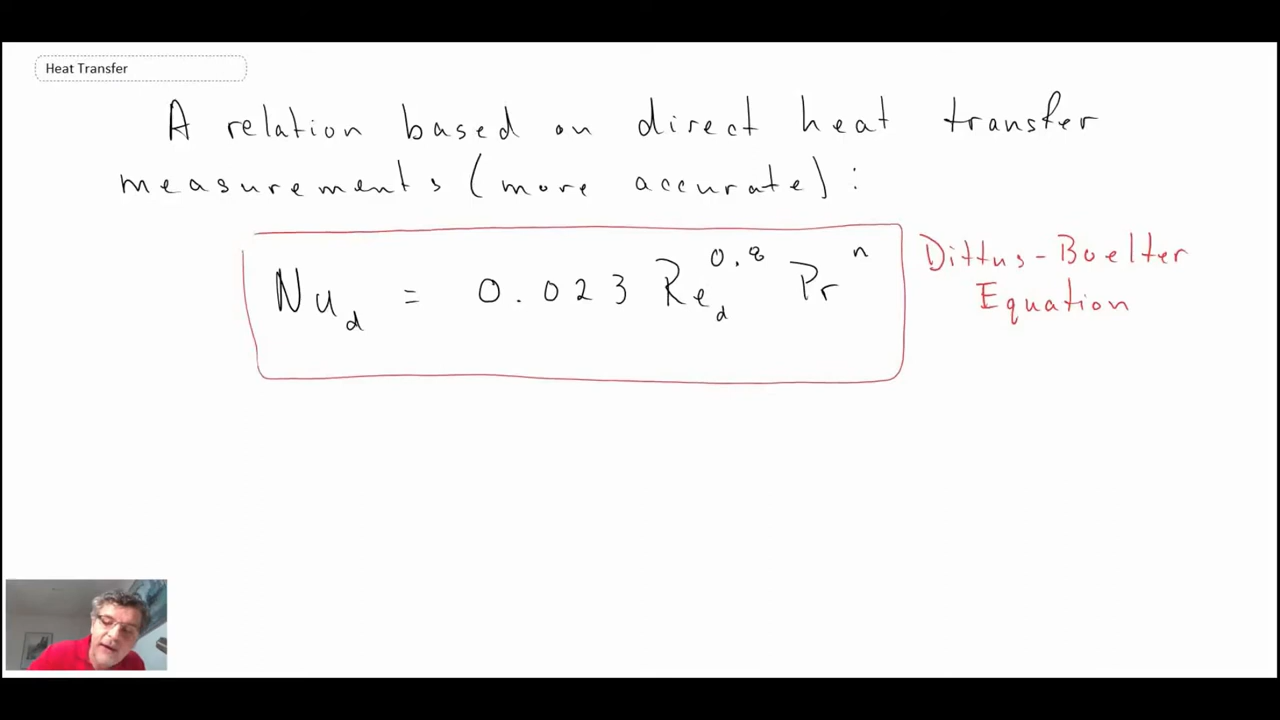 Heat Transfer
A relation based on direct heat transfer
measurements (more accurate) :
Nu_d = 0.023 Re_d^0.8 Pr^n
Dittus-Boelter
Equation